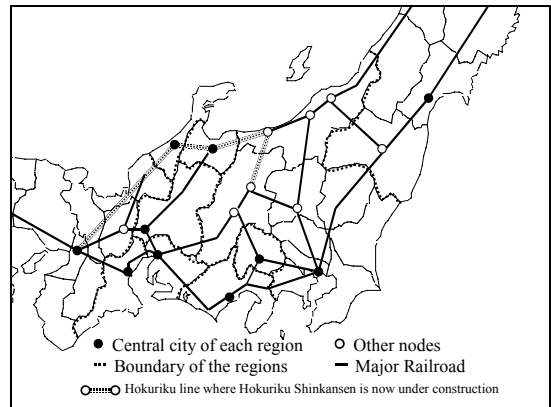 Central city of each region
Other nodes
Boundary of the regions
Major Railroad
Hokuriku line where Hokuriku Shinkansen is now under construction